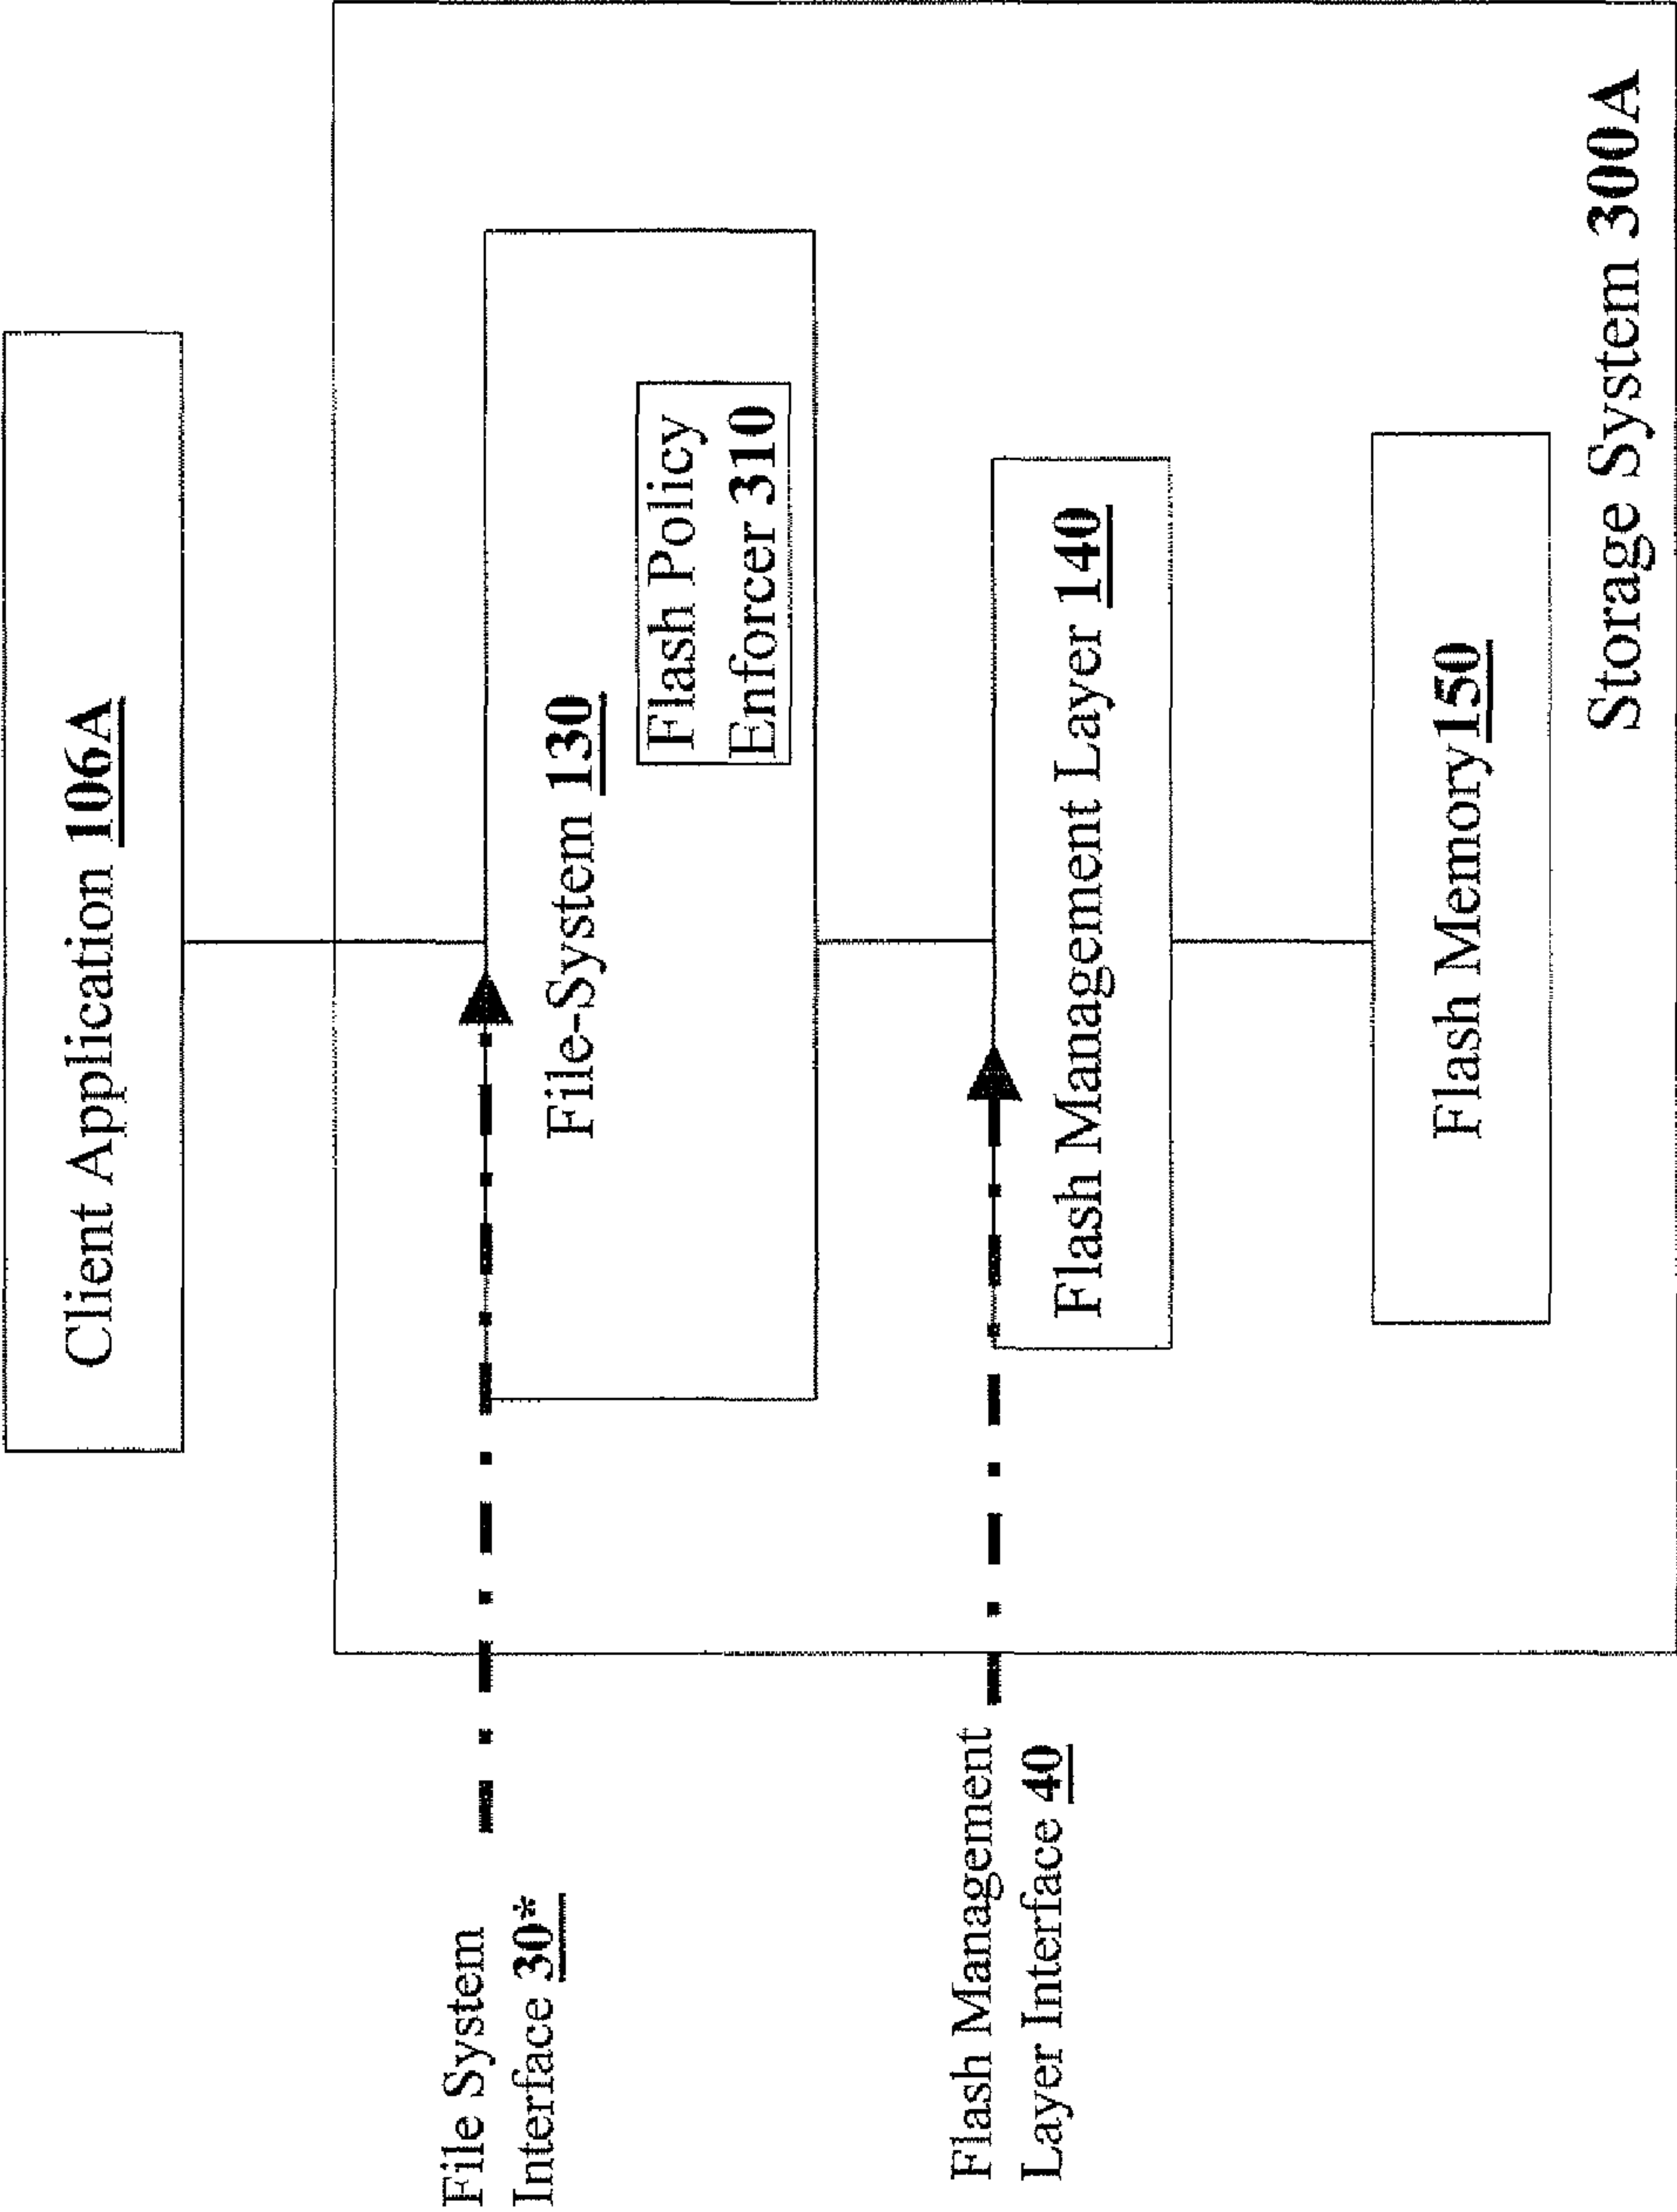 Client Application 106A
File System
Interface 30*
File-System 130
Flash Policy
Enforcer 310
Flash Management
Layer Interface 40
Flash Management Layer 140
Flash Memory150
Storage System 300A